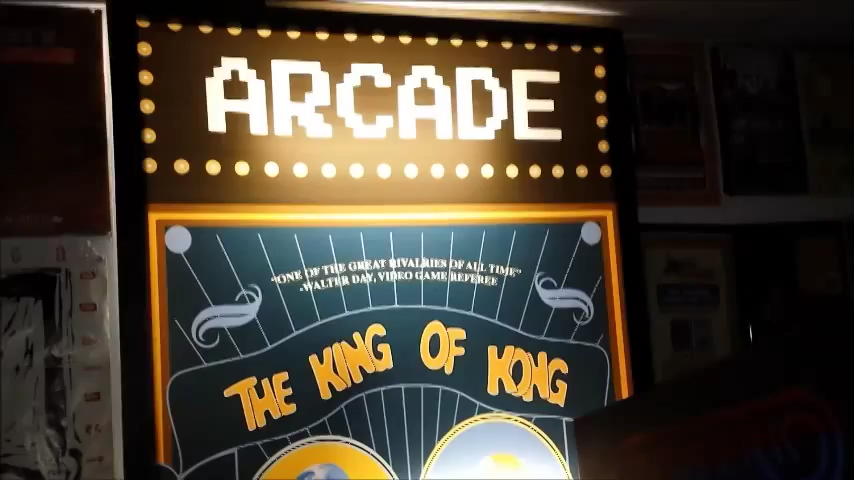 ARCADE
"ONE OF THE GREAT RIVALRIES OF ALL TIME"
-WALTER DAY, VIDEO GAME REFEREE
THE KING OF KONG